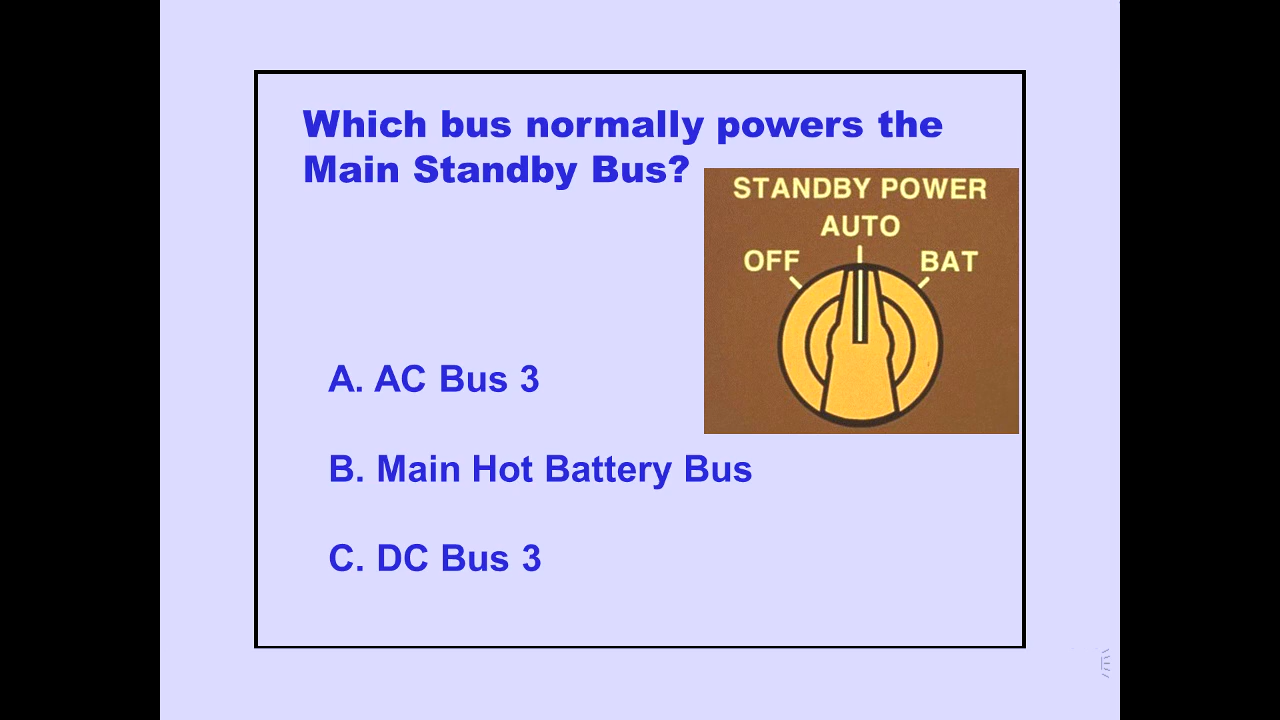 Which bus normally powers the
Main Standby Bus?
STANDBY POWER
AUTO
OFF BAT
A. AC Bus 3
B. Main Hot Battery Bus
C. DC Bus 3